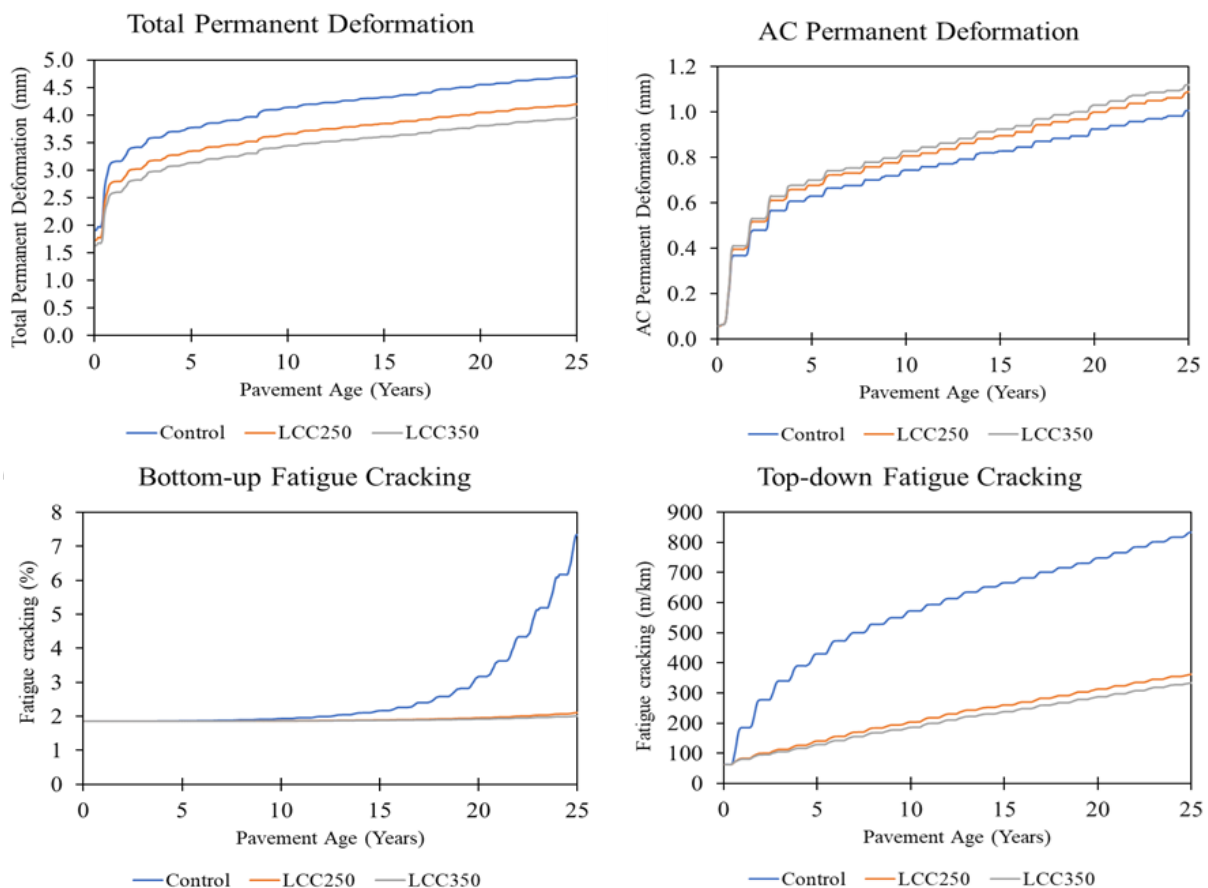 Total Permanent Deformation
Total Permanent Deformation (mm)
5.0
4.5
4.0
3.5
3.0
2.5
2.0
1.5
1.0
0.5
0.0
0 5 10 15 20 25
Pavement Age (Years)
Control LCC250 LCC350
AC Permanent Deformation
AC Permanent Deformation (mm)
1.2
1.0
0.8
0.6
0.4
0.2
0.0
0 5 10 15 20 25
Pavement Age (Years)
Control LCC250 LCC350
Bottom-up Fatigue Cracking
Fatigue cracking (%)
8
7
6
5
4
3
2
1
0
0 5 10 15 20 25
Pavement Age (Years)
Control LCC250 LCC350
Top-down Fatigue Cracking
Fatigue cracking (m/km)
900
800
700
600
500
400
300
200
100
0
0 5 10 15 20 25
Pavement Age (Years)
Control LCC250 LCC350